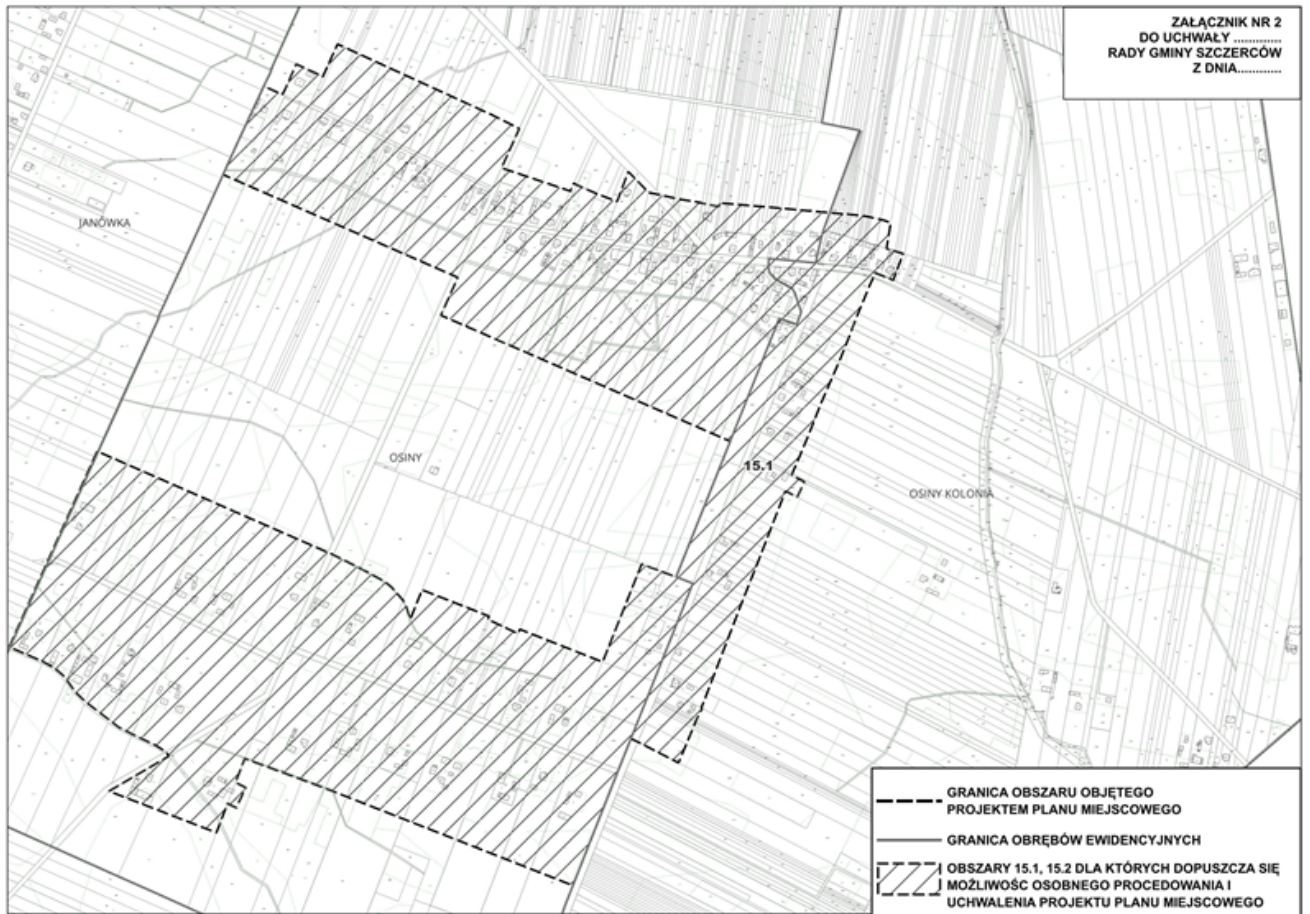 ZAŁĄCZNIK NR 2
DO UCHWAŁY .............
RADY GMINY SZCZERCÓW
Z DNIA.............
JANÓWKA
OSINY
15.1
OSINY KOLONIA
GRANICA OBSZARU OBJĘTEGO
PROJEKTEM PLANU MIEJSCOWEGO
GRANICA OBRĘBÓW EWIDENCYJNYCH
OBSZARY 15.1, 15.2 DLA KTÓRYCH DOPUSZCZA SIĘ
MOŻLIWOŚĆ OSOBNEGO PROCEDOWANIA I
UCHWALENIA PROJEKTU PLANU MIEJSCOWEGO